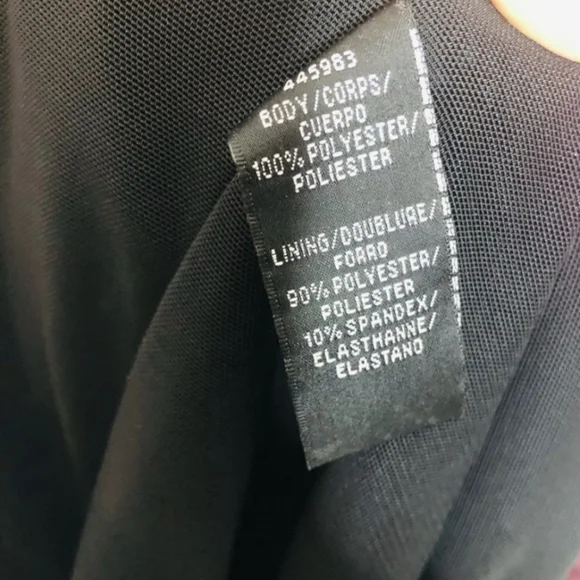 445983
BODY/CORPS/
CUERPO
100% POLYESTER/
POLIESTER
LINING/DOUBLURE/
FORRO
90% POLYESTER/
POLIESTER
10% SPANDEX/
ELASTHANNE/
ELASTANO